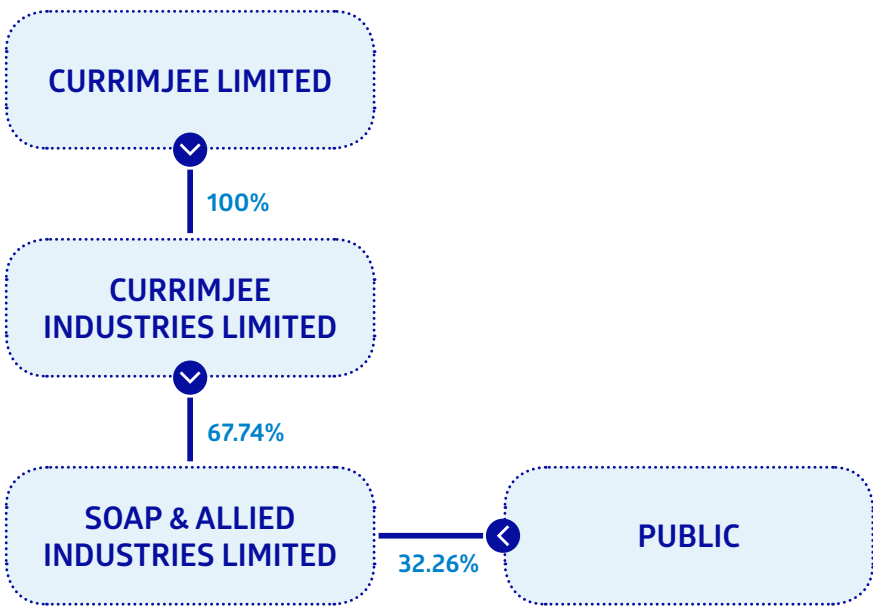 CURRIMJEE LIMITED
100%
CURRIMJEE
INDUSTRIES LIMITED
67.74%
SOAP & ALLIED
INDUSTRIES LIMITED
32.26%
PUBLIC